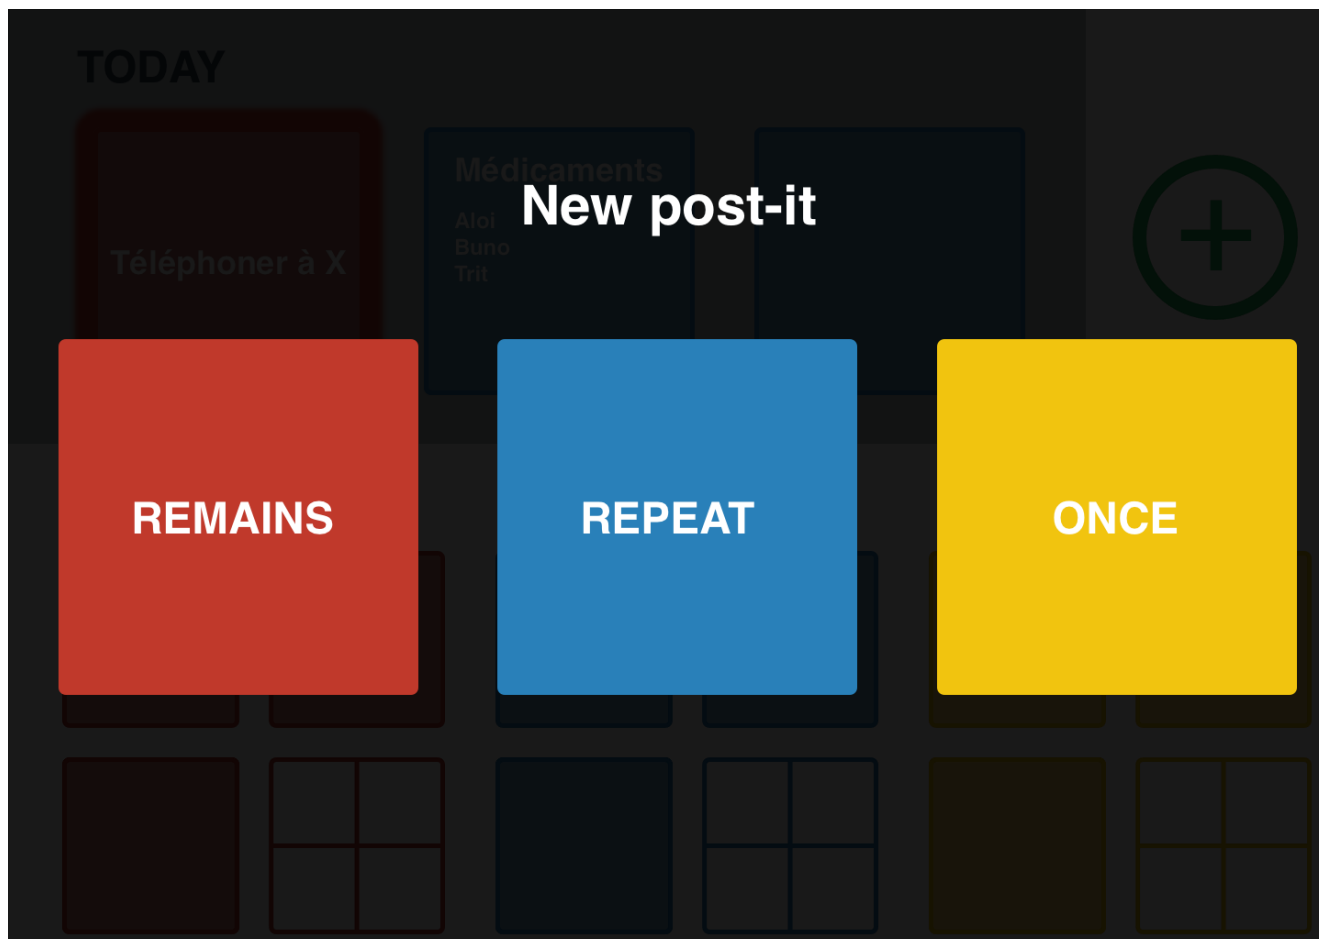 TODAY
Médicaments
New post-it
Aloi
Buno
Trit
Téléphoner à X
REMAINS
REPEAT
ONCE